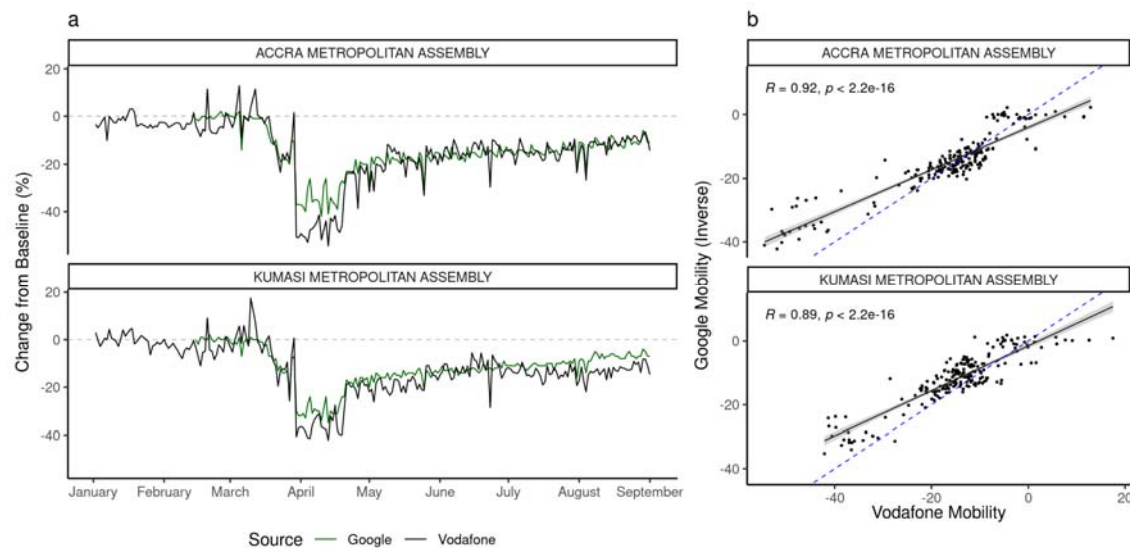 a
ACCRA METROPOLITAN ASSEMBLY
20
0
-20
-40
KUMASI METROPOLITAN ASSEMBLY
20
0
-20
-40
Change from Baseline (%)
January February March April May June July August September
Source Google Vodafone
b
ACCRA METROPOLITAN ASSEMBLY
R = 0.92, p < 2.2e-16
0
-20
-40
KUMASI METROPOLITAN ASSEMBLY
R = 0.89, p < 2.2e-16
0
-20
-40
Google Mobility (Inverse)
-40 -20 0 20
Vodafone Mobility